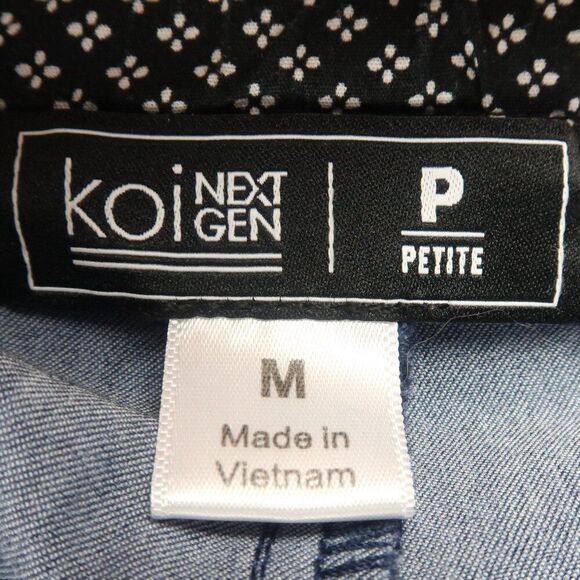 koi NEXT GEN
P
PETITE
M
Made in
Vietnam